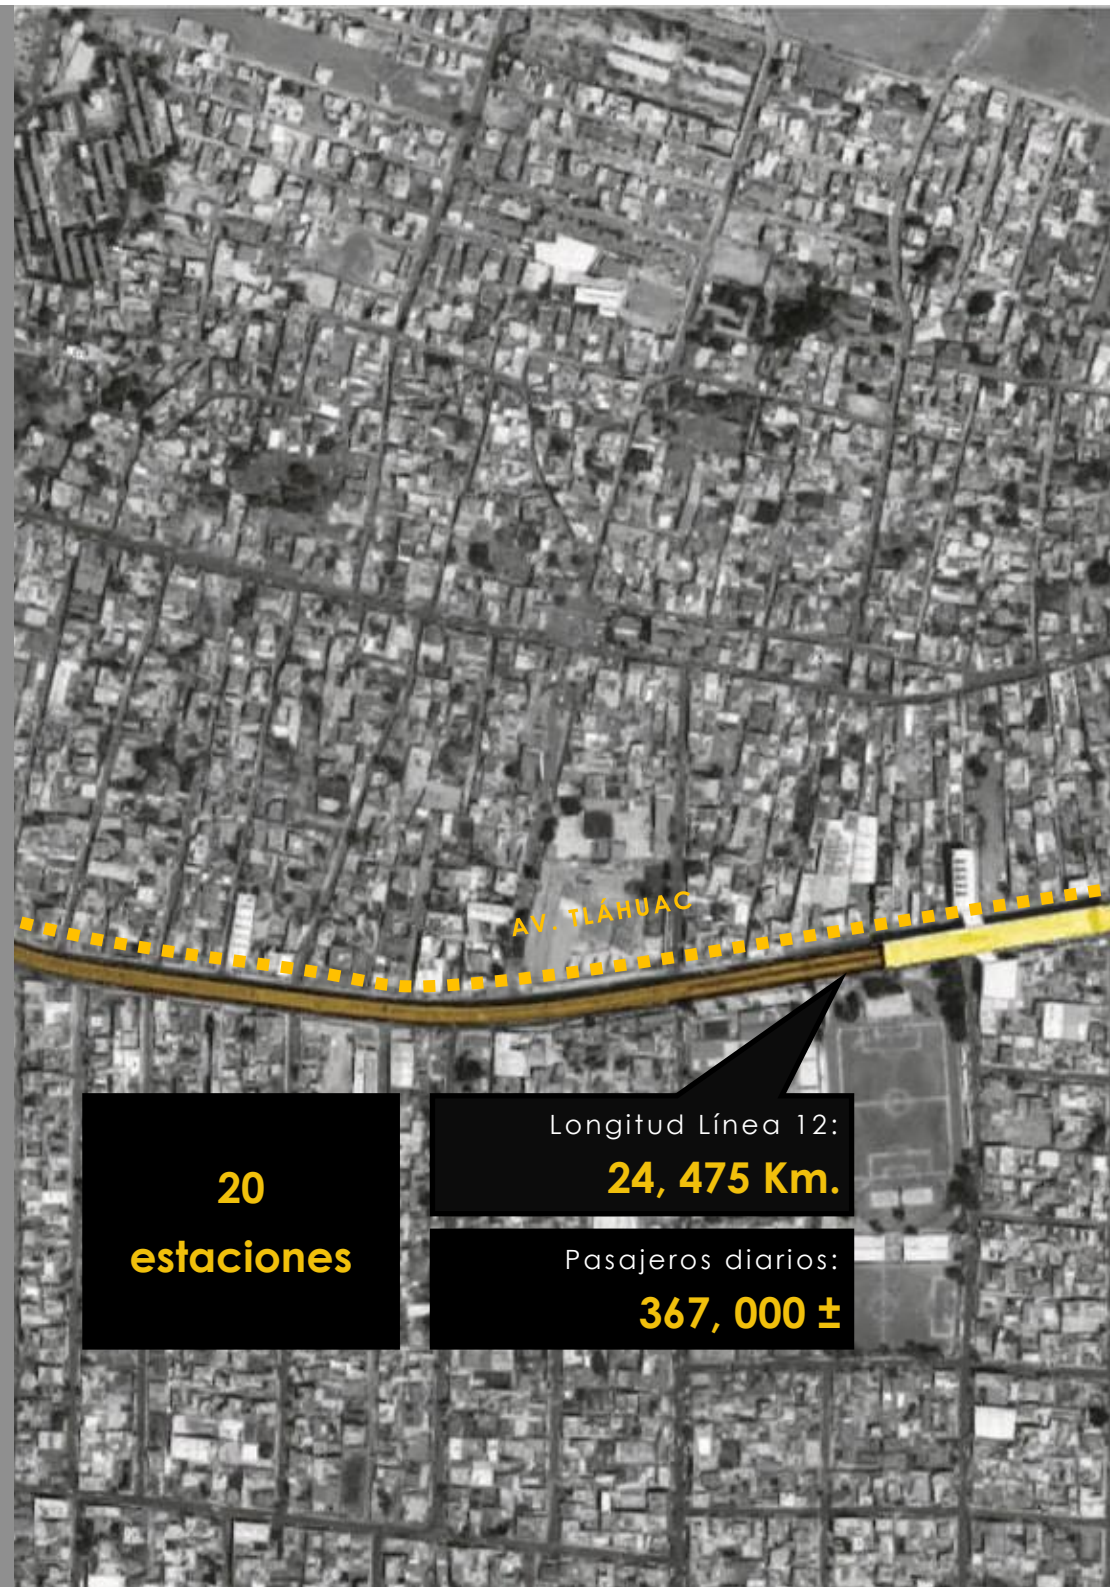 AV. TLÁHUAC
20
estaciones
Longitud Línea 12:
24, 475 Km.
Pasajeros diarios:
367, 000 ±